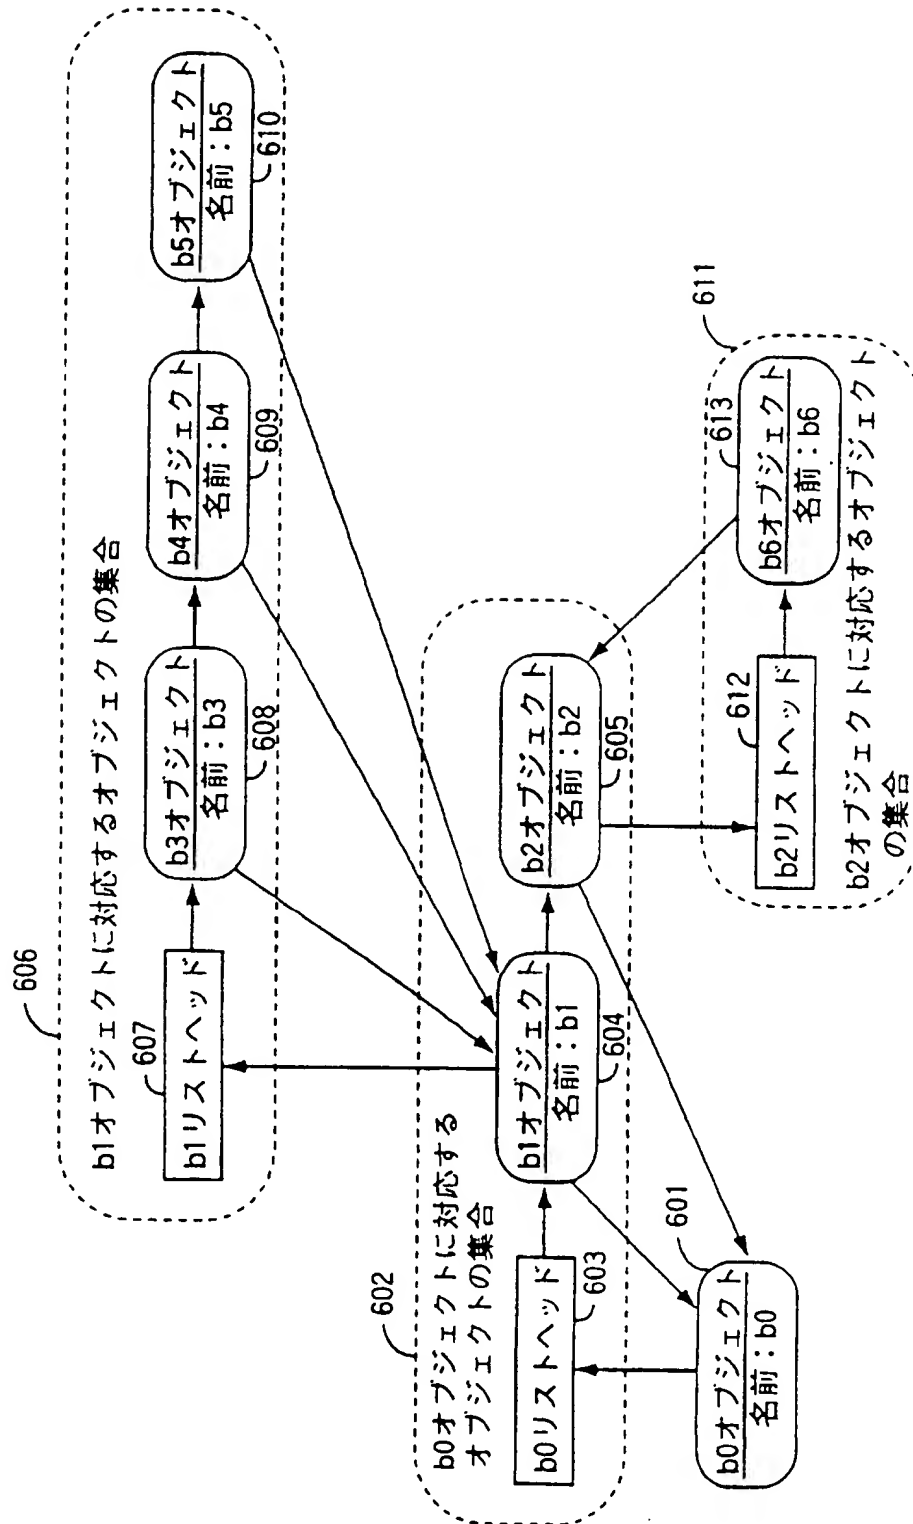 606
b1オブジェクトに対応するオブジェクトの集合
607
b1リストヘッド
b3オブジェクト
名前：b3
608
b4オブジェクト
名前：b4
609
b5オブジェクト
名前：b5
610
602
b0オブジェクトに対応する
オブジェクトの集合
b0リストヘッド
603
b1オブジェクト
名前：b1
604
b2オブジェクト
名前：b2
605
601
b0オブジェクト
名前：b0
611
612
b2リストヘッド
613
b6オブジェクト
名前：b6
b2オブジェクトに対応するオブジェクト
の集合